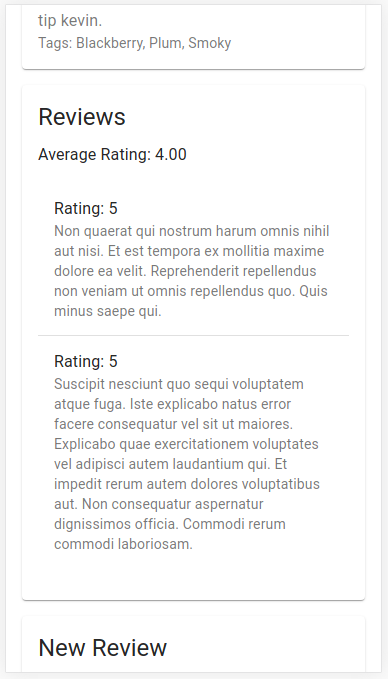 tip kevin.
Tags: Blackberry, Plum, Smoky
Reviews
Average Rating: 4.00
Rating: 5
Non quaerat qui nostrum harum omnis nihil
aut nisi. Et est tempora ex mollitia maxime
dolore ea velit. Reprehenderit repellendus
non veniam ut omnis repellendus quo. Quis
minus saepe qui.
Rating: 5
Suscipit nesciunt quo sequi voluptatem
atque fuga. Iste explicabo natus error
facere consequatur vel sit ut maiores.
Explicabo quae exercitationem voluptates
vel adipisci autem laudantium qui. Et
impedit rerum autem dolores voluptatibus
aut. Non consequatur aspernatur
dignissimos officia. Commodi rerum
commodi laboriosam.
New Review